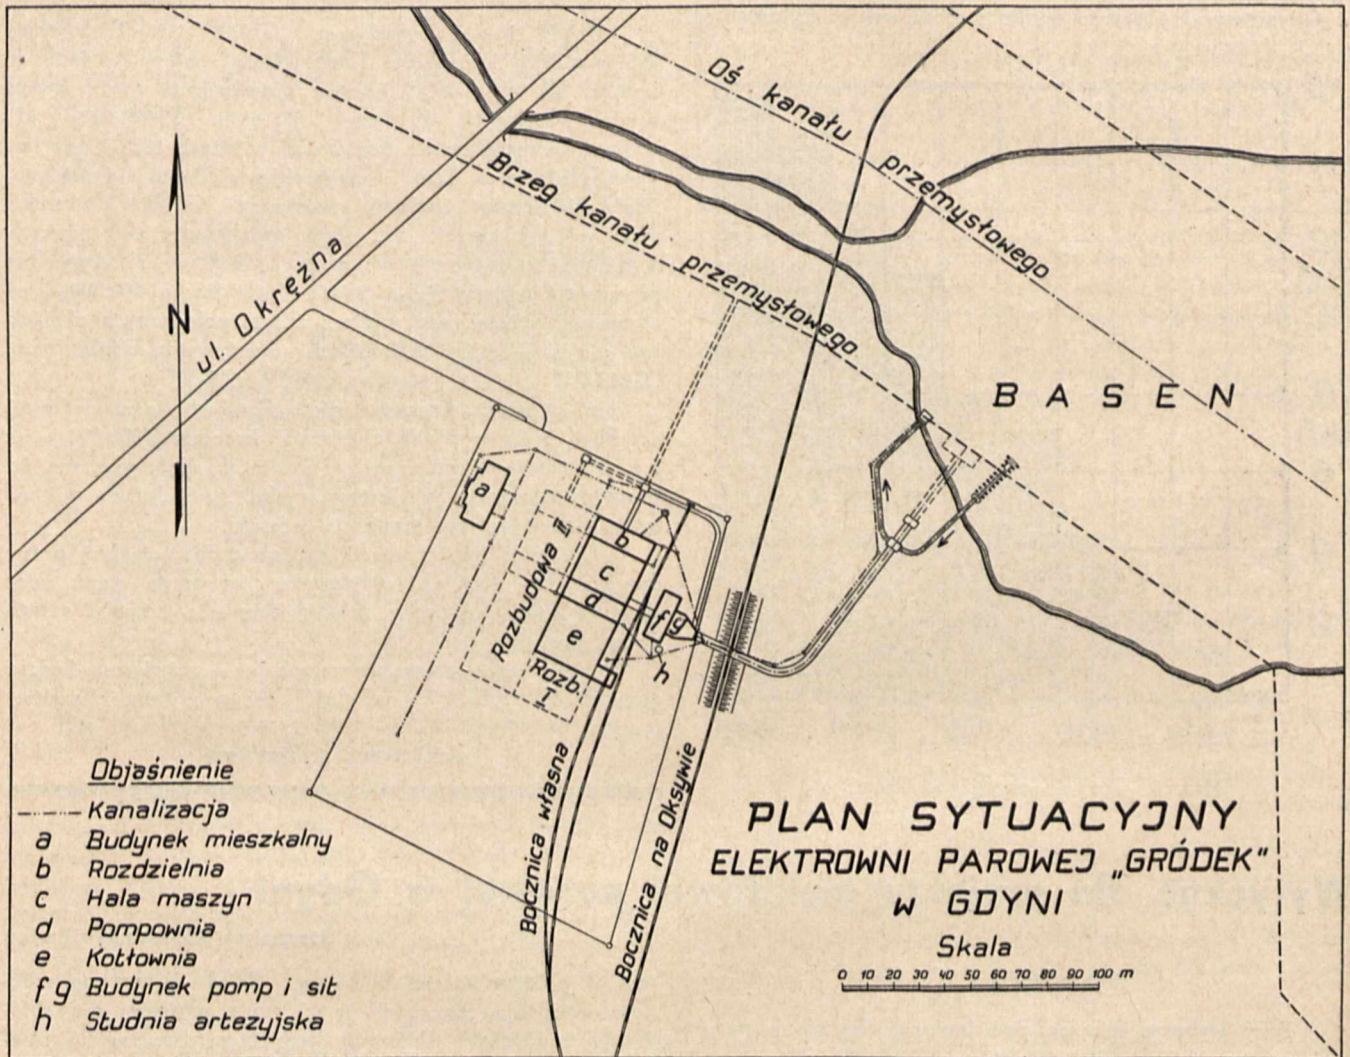 Oś kanału przemysłowego
Brzeg kanału przemysłowego
ul. Okrężna
N
BASEN
a
b
c
d
e
f g
h
Rozbudowa II
Rozb. I
Bocznica własna
Bocznica na Oksywie
Objaśnienie
Kanalizacja
a Budynek mieszkalny
b Rozdzielnia
c Hala maszyn
d Pompownia
e Kotłownia
f g Budynek pomp i sit
h Studnia artezyjska
PLAN SYTUACYJNY
ELEKTROWNI PAROWEJ „GRÓDEK"
w GDYNI
Skala
0 10 20 30 40 50 60 70 80 90 100 m